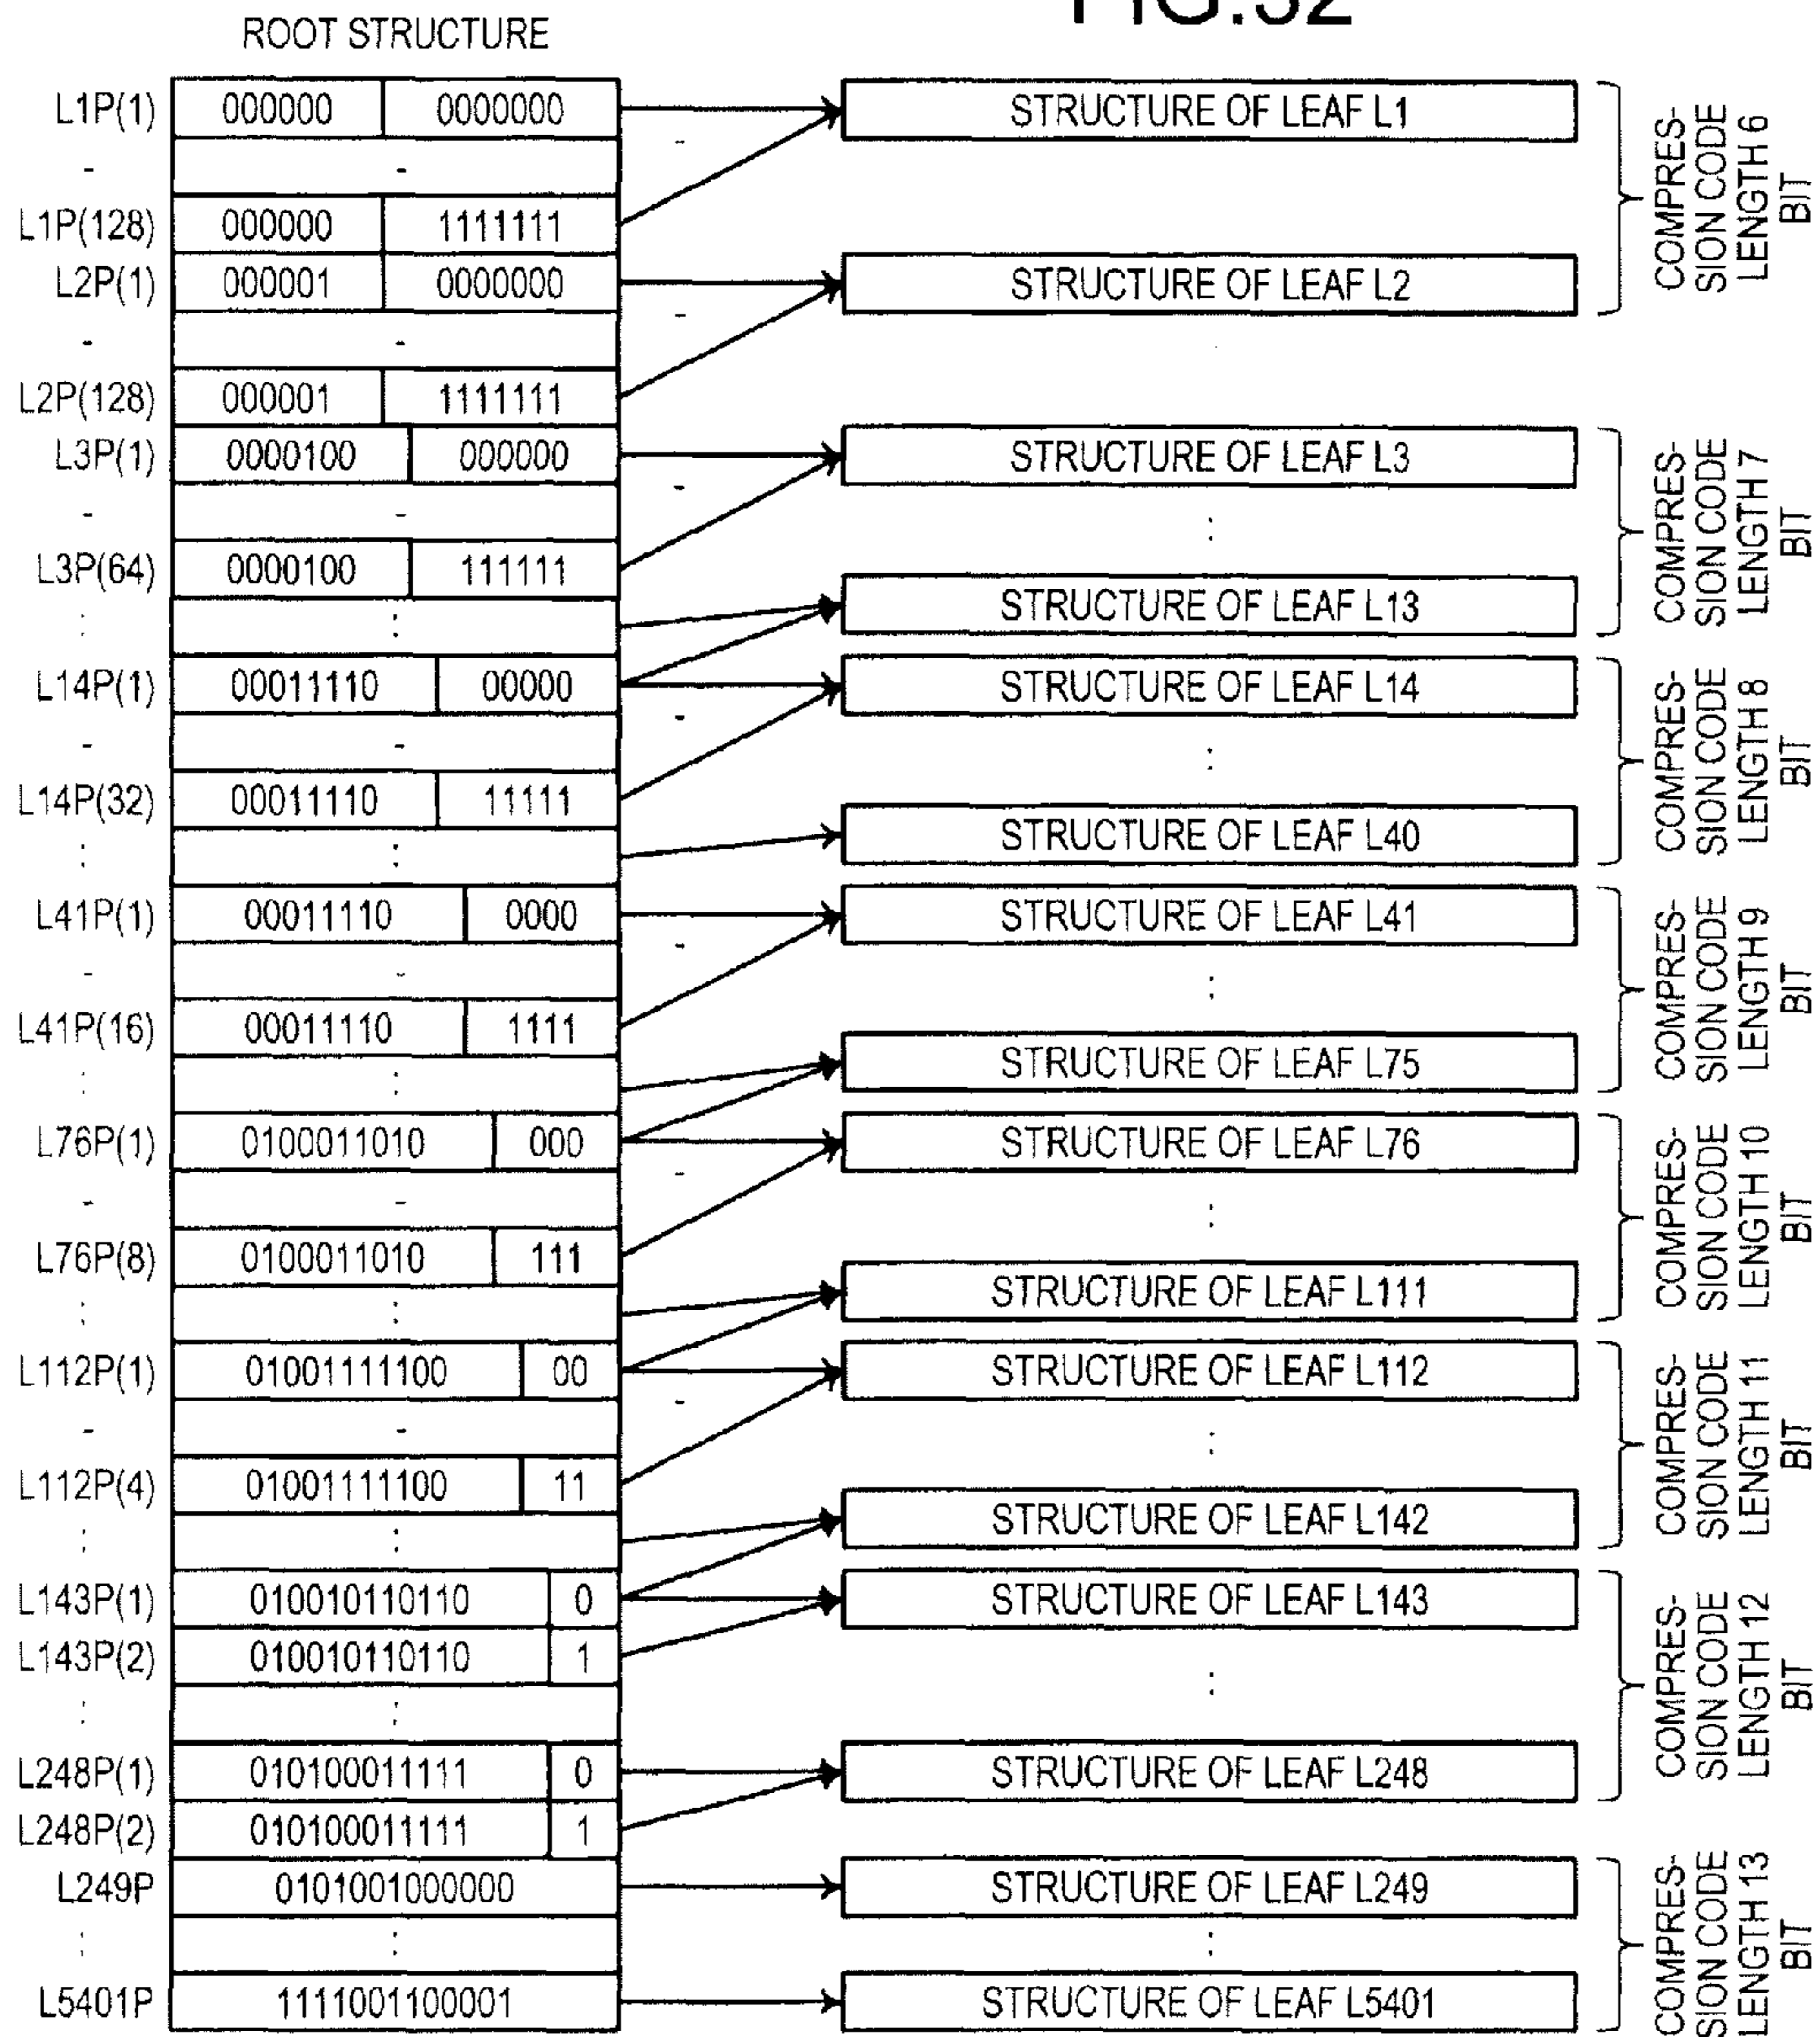 FIG.32
ROOT STRUCTURE
L1P(1) 000000 0000000 STRUCTURE OF LEAF L1
- - -
L1P(128) 000000 1111111
L2P(1) 000001 0000000 STRUCTURE OF LEAF L2
- - -
L2P(128) 000001 1111111
COMPRES-
SION CODE
LENGTH 6
BIT
L3P(1) 0000100 000000 STRUCTURE OF LEAF L3
- - -
:
L3P(64) 0000100 111111
: : STRUCTURE OF LEAF L13
COMPRES-
SION CODE
LENGTH 7
BIT
L14P(1) 00011110 00000 STRUCTURE OF LEAF L14
- - -
:
L14P(32) 00011110 11111
: : STRUCTURE OF LEAF L40
COMPRES-
SION CODE
LENGTH 8
BIT
L41P(1) 00011110 0000 STRUCTURE OF LEAF L41
- - -
:
L41P(16) 00011110 1111
: : STRUCTURE OF LEAF L75
COMPRES-
SION CODE
LENGTH 9
BIT
L76P(1) 0100011010 000 STRUCTURE OF LEAF L76
- - -
:
L76P(8) 0100011010 111
: : STRUCTURE OF LEAF L111
COMPRES-
SION CODE
LENGTH 10
BIT
L112P(1) 01001111100 00 STRUCTURE OF LEAF L112
- - -
:
L112P(4) 01001111100 11
: : STRUCTURE OF LEAF L142
COMPRES-
SION CODE
LENGTH 11
BIT
L143P(1) 010010110110 0 STRUCTURE OF LEAF L143
L143P(2) 010010110110 1
: : :
L248P(1) 010100011111 0 STRUCTURE OF LEAF L248
L248P(2) 010100011111 1
COMPRES-
SION CODE
LENGTH 12
BIT
L249P 0101001000000 STRUCTURE OF LEAF L249
: : :
L5401P 1111001100001 STRUCTURE OF LEAF L5401
COMPRES-
SION CODE
LENGTH 13
BIT